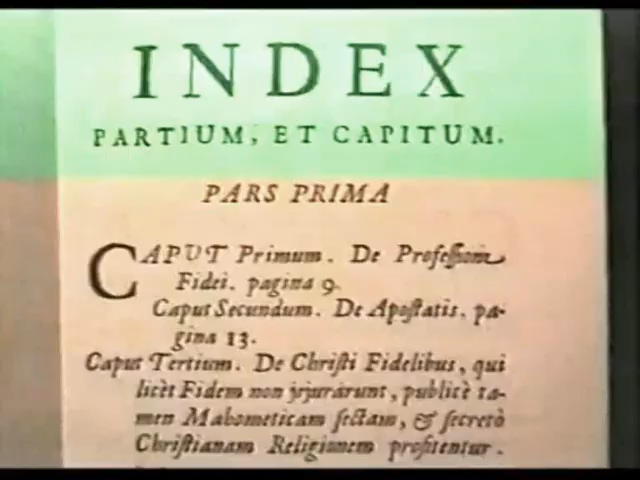 INDEX
PARTIUM, ET CAPITUM.
PARS PRIMA
CAPUT Primum. De Professione
Fidei. pagina 9.
Caput Secundum. De Apostatis. pa-
gina 13.
Caput Tertium. De Christi Fidelibus, qui
licèt Fidem non jurârunt, publicè ta-
men Mahometicam sectam, & secretò
Christianam Religionem profitentur.